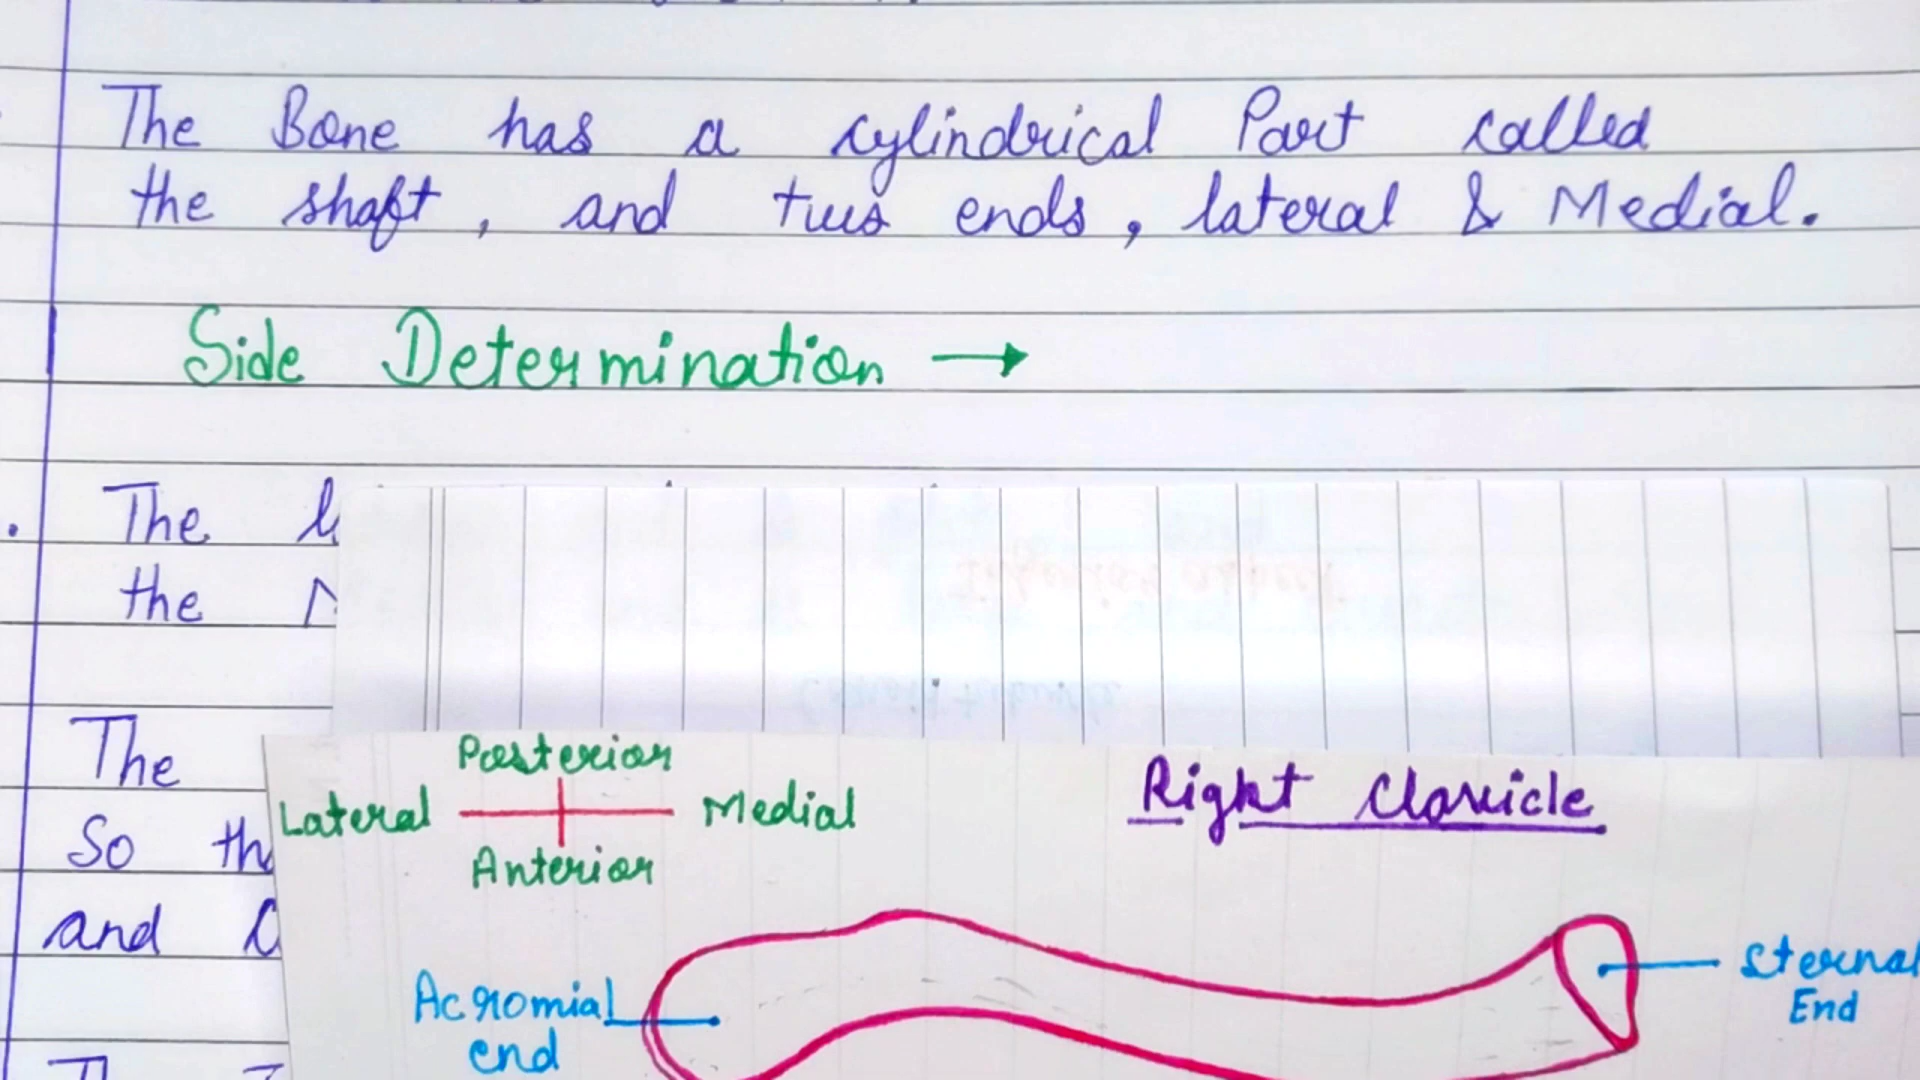 The Bone has a cylindrical Part called
the shaft, and two ends, lateral & Medial.
Side Determination →
The
the
The
So
and
Posterior
Lateral Medial
Anterior
Right Clavicle
Acromial
end
Sternal
End